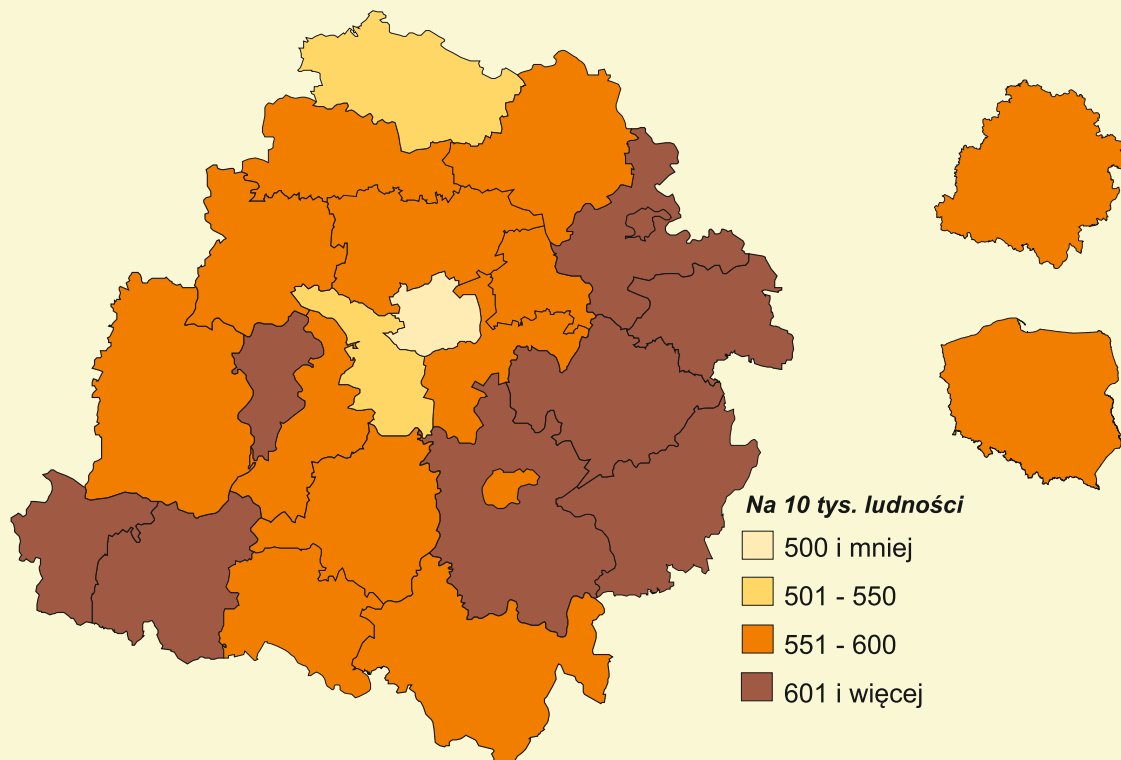 Na 10 tys. ludności
500 i mniej
501 - 550
551 - 600
601 i więcej